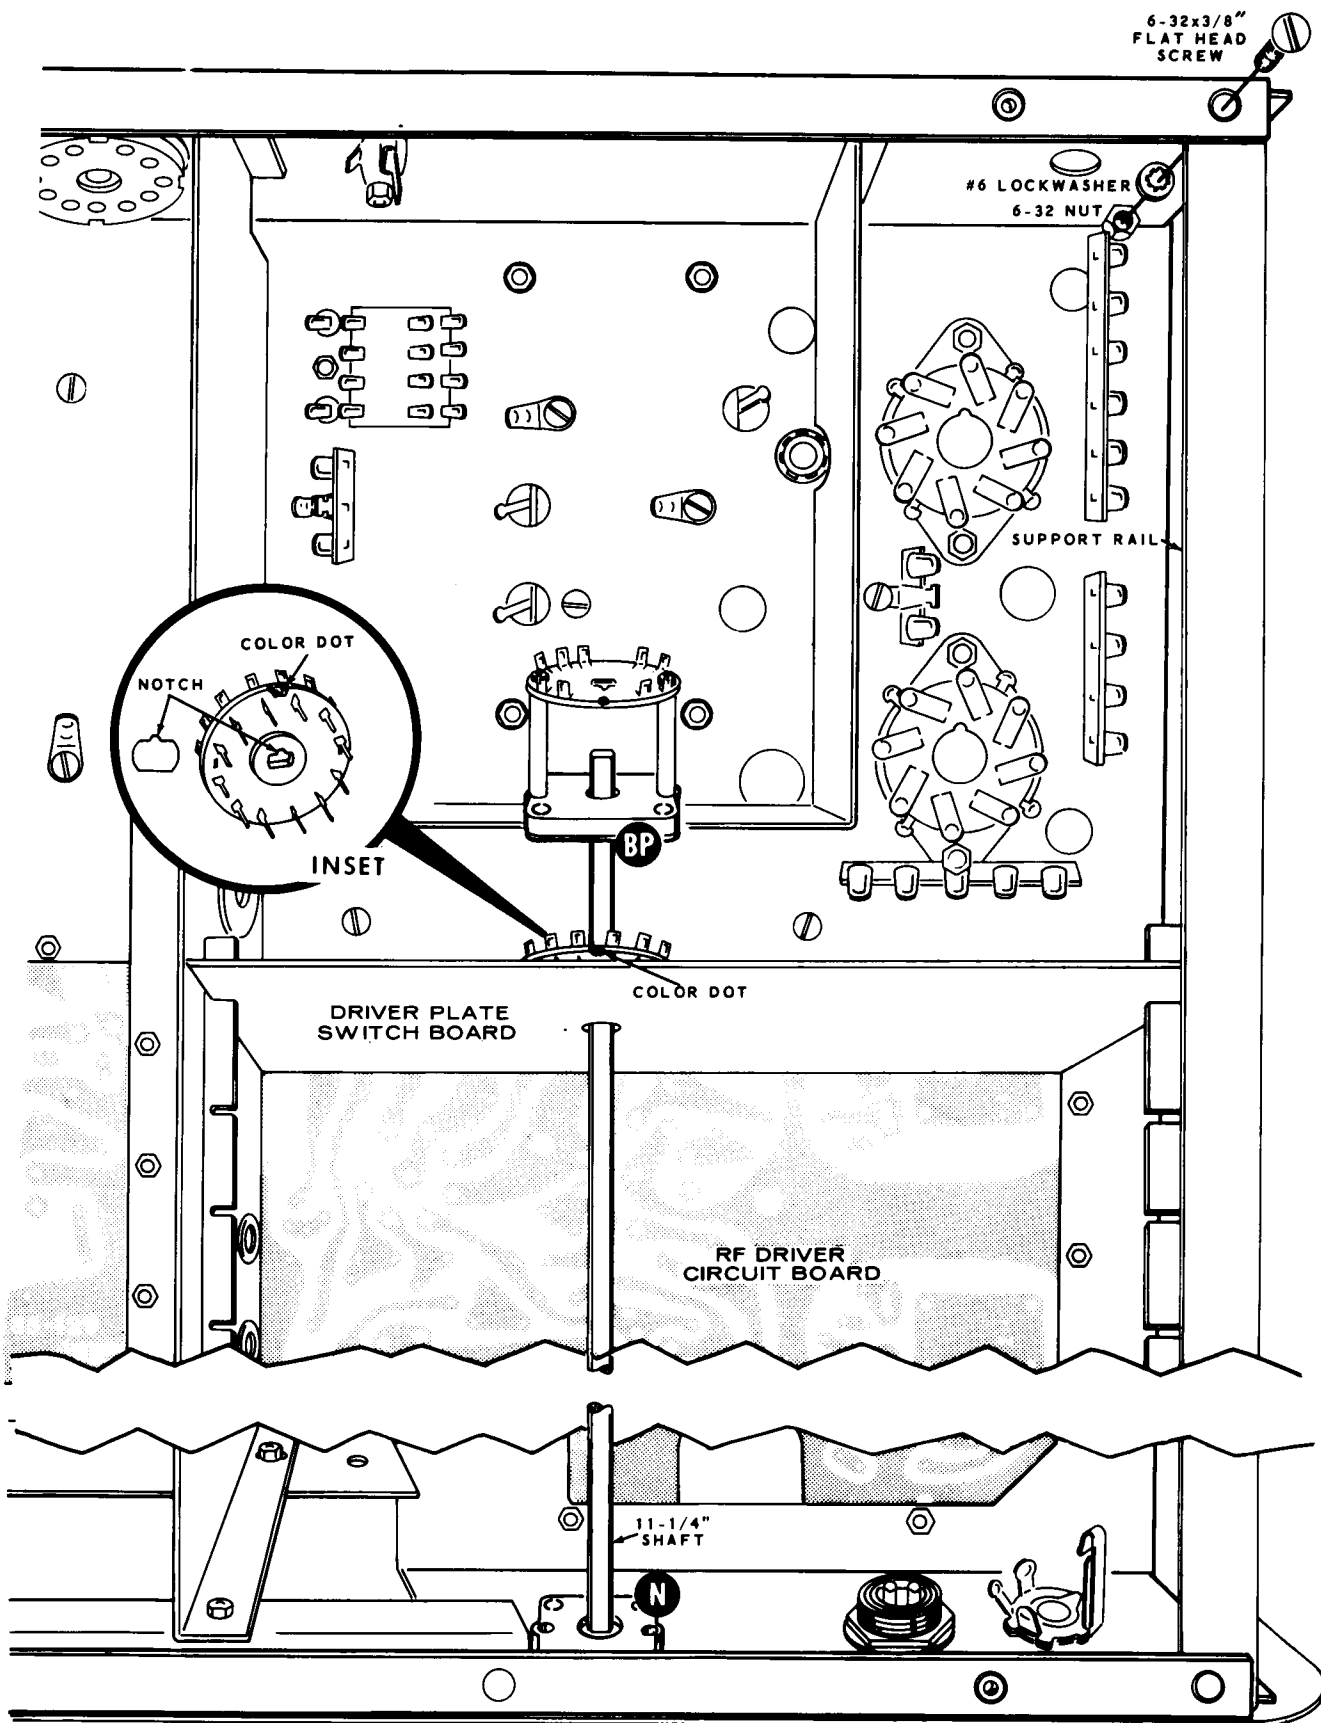 6-32x3/8"
FLAT HEAD
SCREW
#6 LOCKWASHER
6-32 NUT
SUPPORT RAIL
COLOR DOT
NOTCH
INSET
BP
COLOR DOT
DRIVER PLATE
SWITCH BOARD
RF DRIVER
CIRCUIT BOARD
11-1/4"
SHAFT
N